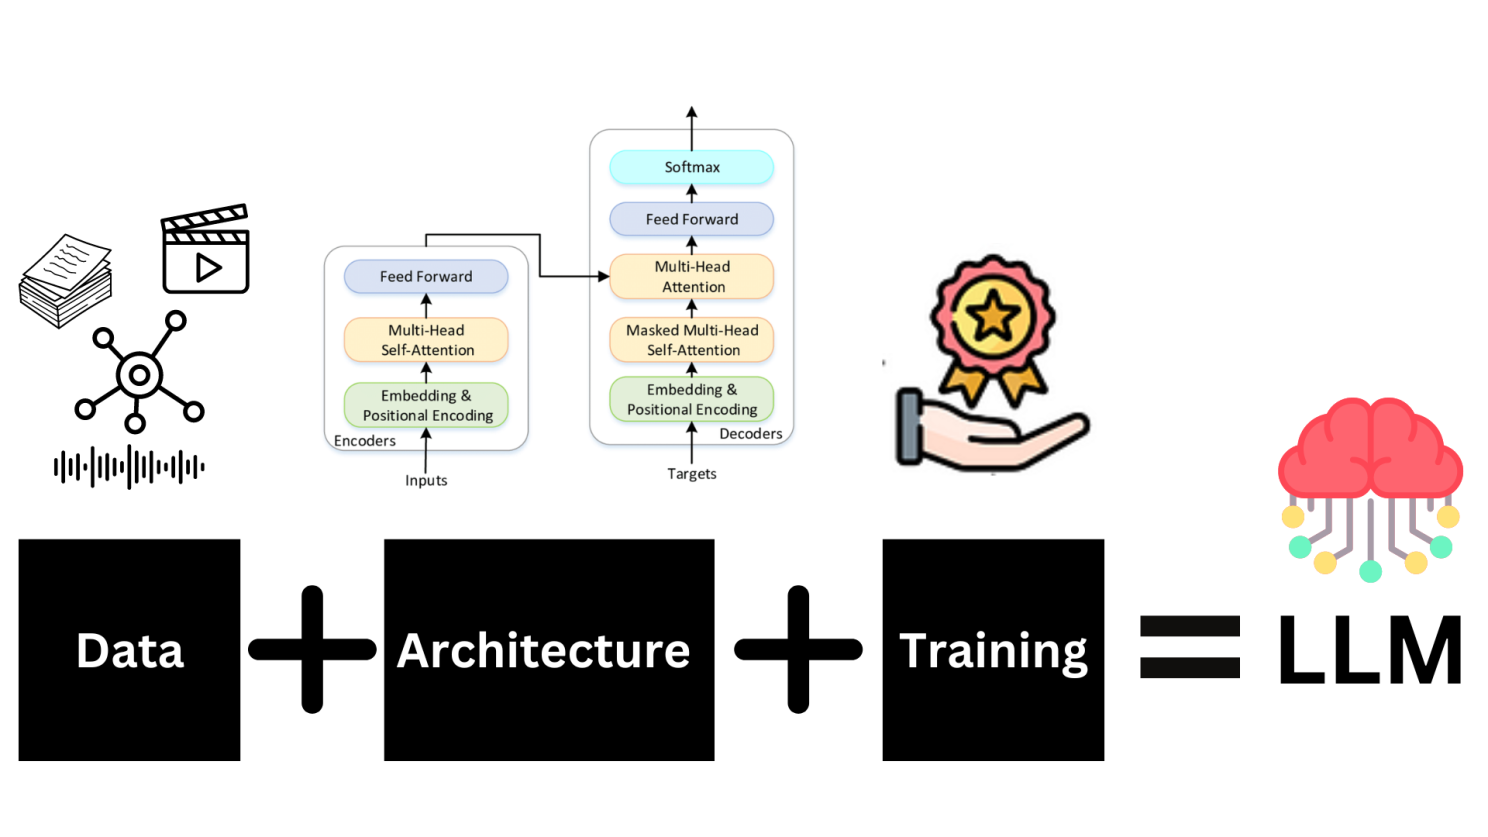 Softmax
Feed Forward
Multi-Head
Attention
Masked Multi-Head
Self-Attention
Embedding &
Positional Encoding
Decoders
Targets
Feed Forward
Multi-Head
Self-Attention
Embedding &
Positional Encoding
Encoders
Inputs
Data
Architecture
Training
LLM